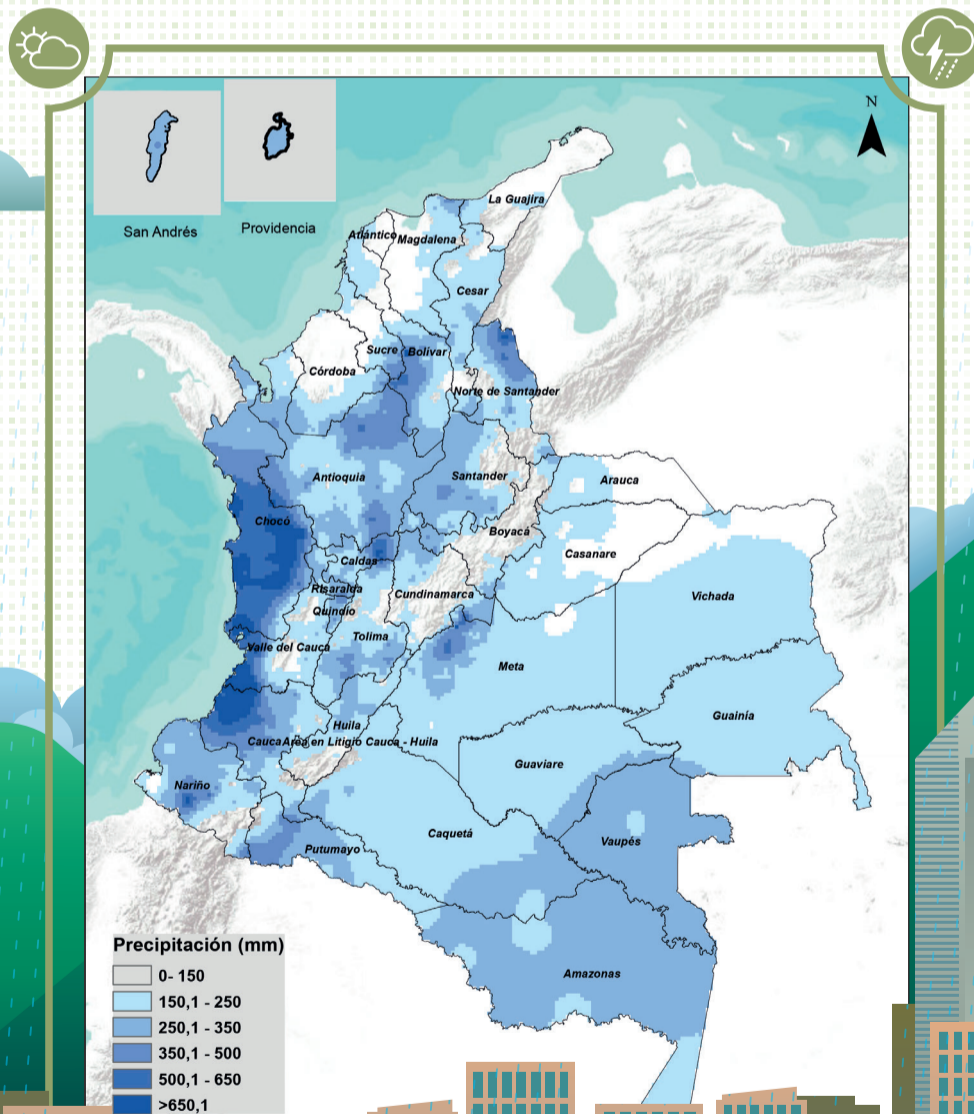 N
San Andrés
Providencia
La Guajira
Atlántico
Magdalena
Cesar
Sucre
Bolívar
Córdoba
Norte de Santander
Antioquia
Santander
Arauca
Chocó
Boyacá
Casanare
Caldas
Risaralda
Cundinamarca
Quindío
Vichada
Tolima
Valle del Cauca
Meta
Guainía
Huila
Cauca
Area en Litigio Cauca - Huila
Guaviare
Nariño
Caquetá
Vaupés
Putumayo
Amazonas
Precipitación (mm)
0- 150
150,1 - 250
250,1 - 350
350,1 - 500
500,1 - 650
>650,1